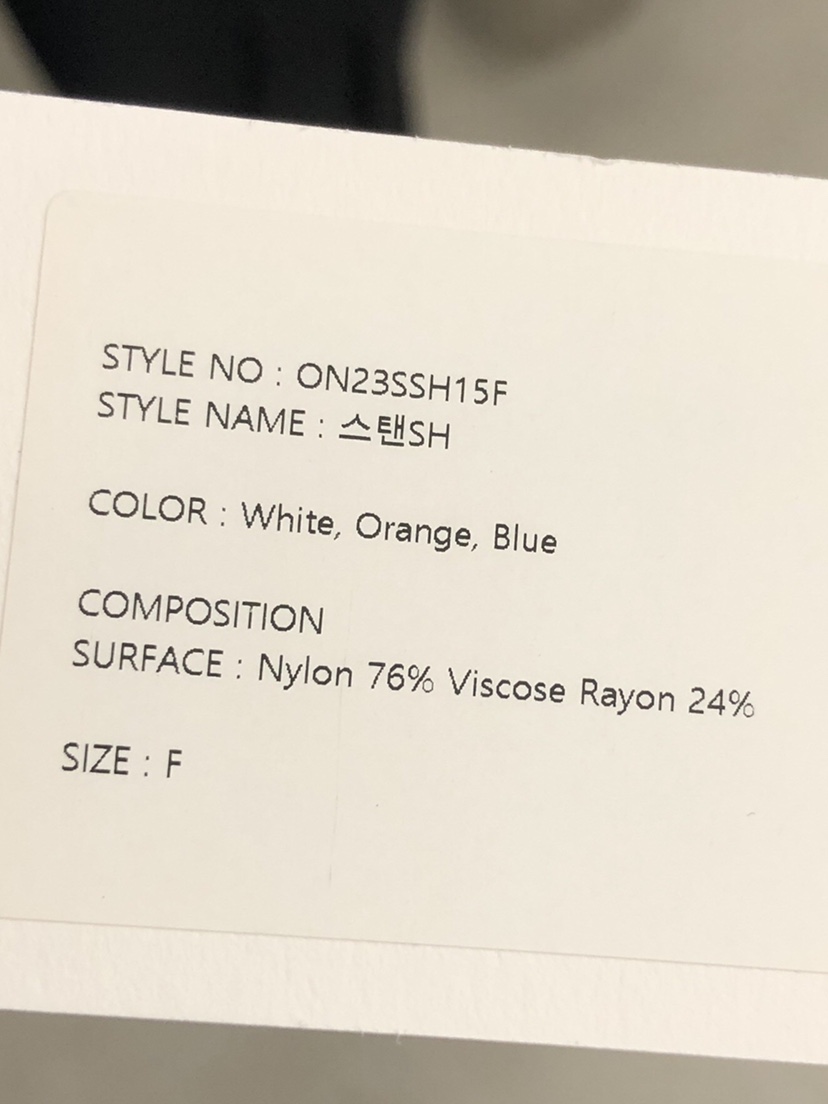 STYLE NO : ON23SSH15F
STYLE NAME : 스탠SH
COLOR : White, Orange, Blue
COMPOSITION
SURFACE : Nylon 76% Viscose Rayon 24%
SIZE : F